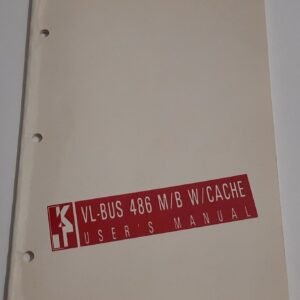 VL-BUS 486 M/B W/CACHE
USER'S MANUAL